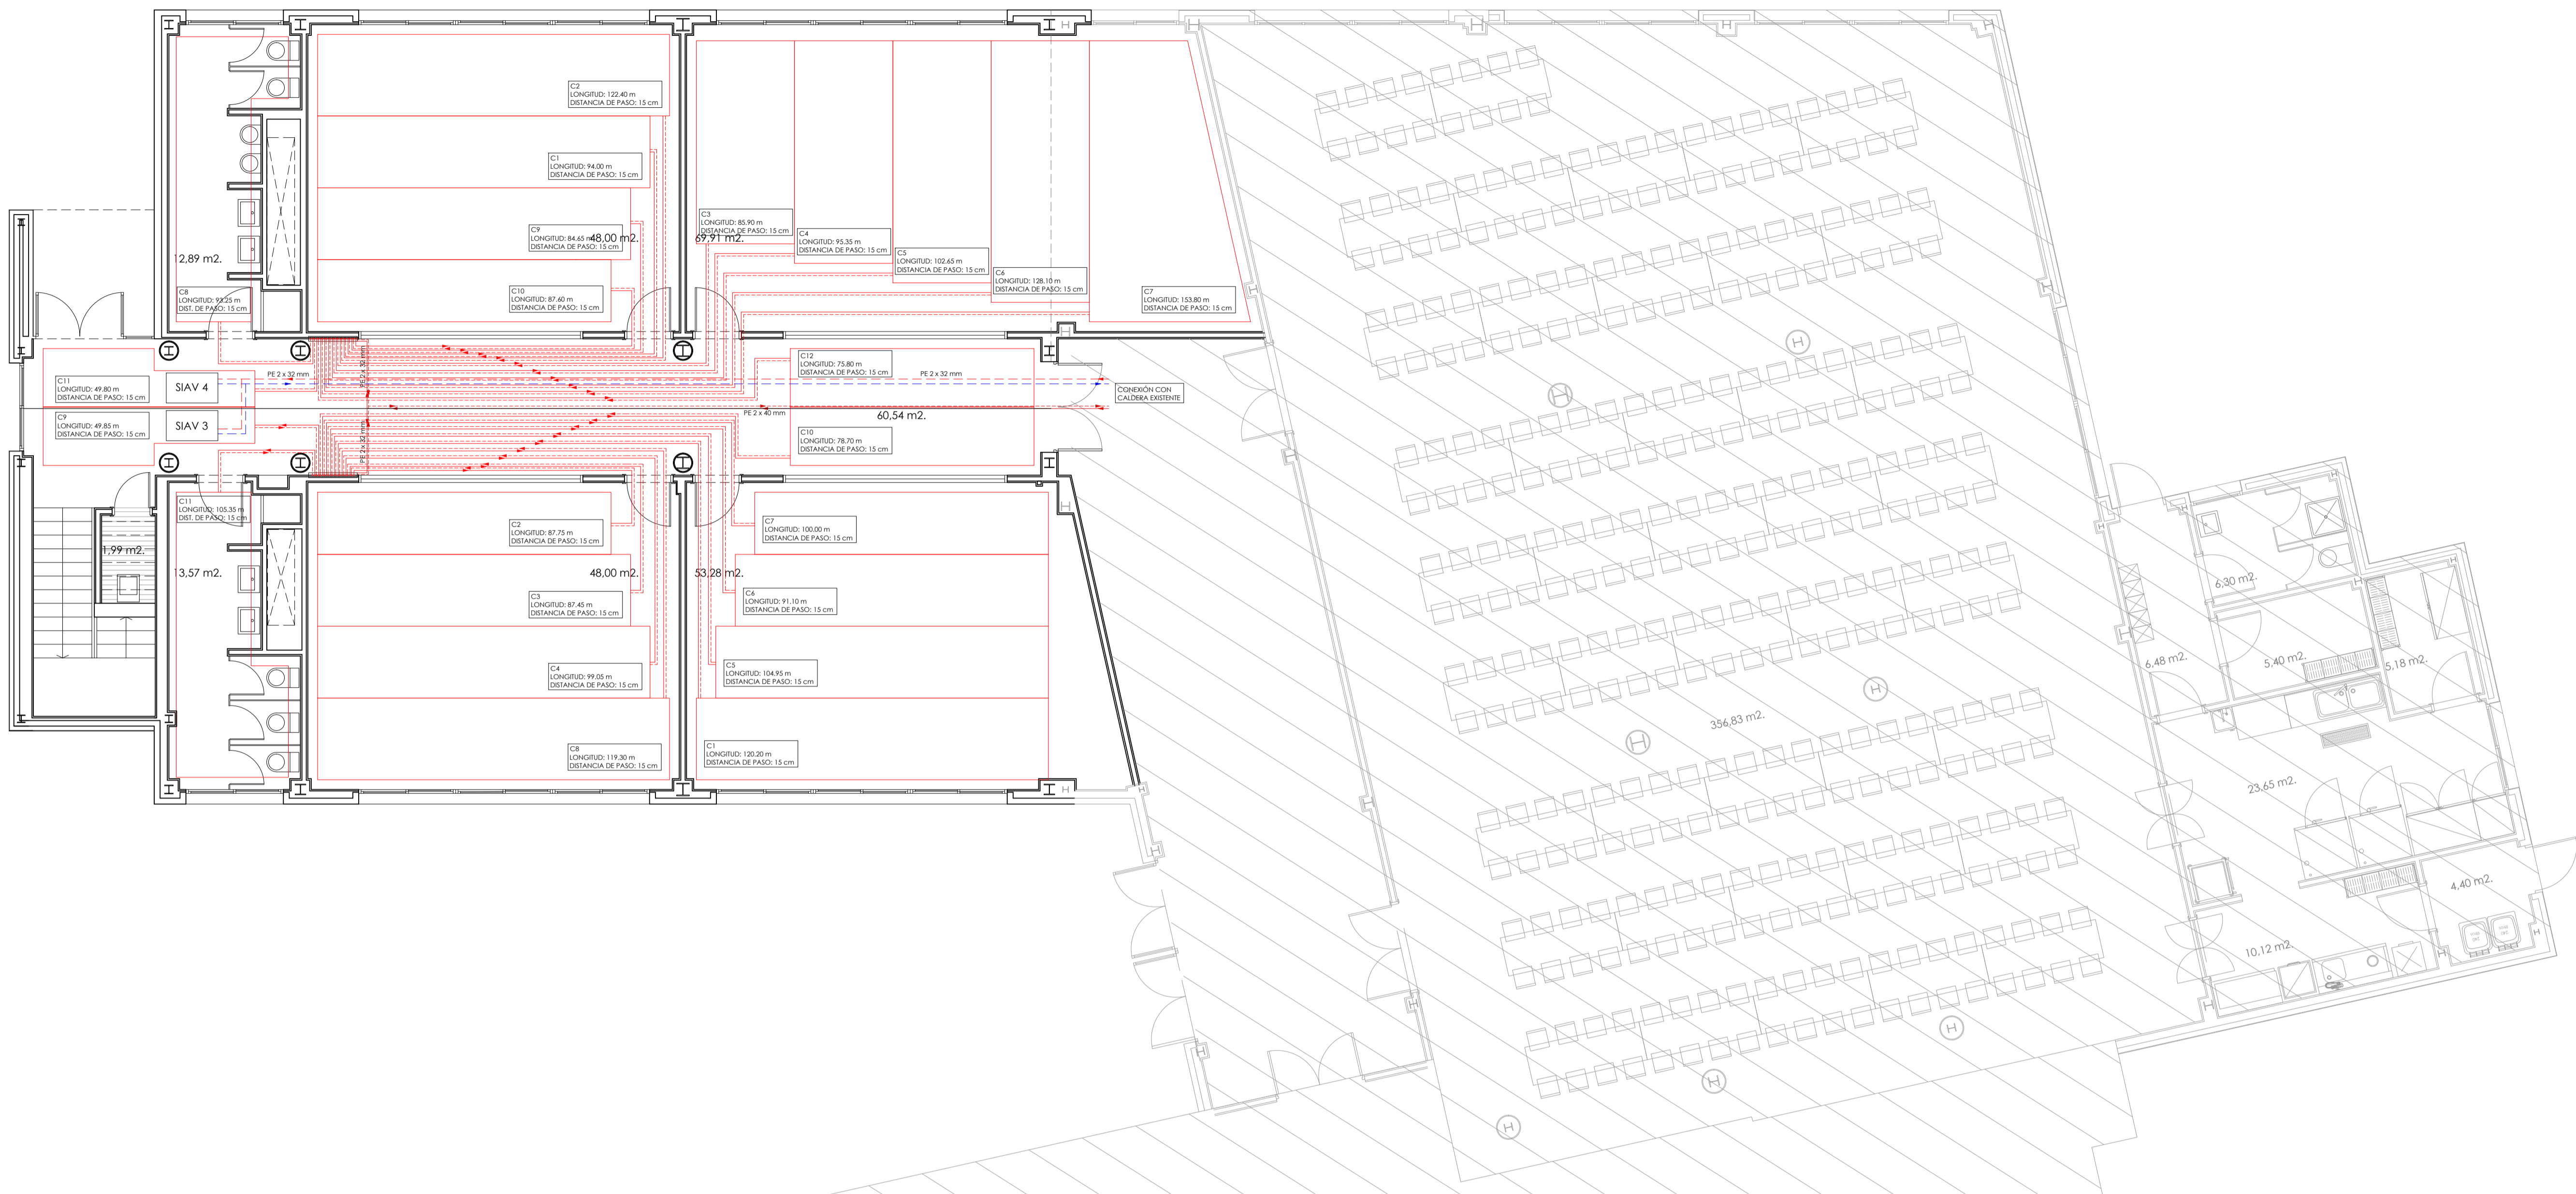 C2
LONGITUD: 122.40 m
DISTANCIA DE PASO: 15 cm
C1
LONGITUD: 94.00 m
DISTANCIA DE PASO: 15 cm
C9
LONGITUD: 84.65 m
DISTANCIA DE PASO: 15 cm
48,00 m2.
C10
LONGITUD: 87.60 m
DISTANCIA DE PASO: 15 cm
12,89 m2.
C8
LONGITUD: 93.25 m
DIST. DE PASO: 15 cm
C3
LONGITUD: 85.90 m
DISTANCIA DE PASO: 15 cm
69,91 m2.
C4
LONGITUD: 95.35 m
DISTANCIA DE PASO: 15 cm
C5
LONGITUD: 102.65 m
DISTANCIA DE PASO: 15 cm
C6
LONGITUD: 128.10 m
DISTANCIA DE PASO: 15 cm
C7
LONGITUD: 153.80 m
DISTANCIA DE PASO: 15 cm
C11
LONGITUD: 49.80 m
DISTANCIA DE PASO: 15 cm
SIAV 4
PE 2 x 32 mm
PE 2 x 32 mm
C12
LONGITUD: 75.80 m
DISTANCIA DE PASO: 15 cm
PE 2 x 32 mm
CONEXIÓN CON
CALDERA EXISTENTE
C9
LONGITUD: 49.85 m
DISTANCIA DE PASO: 15 cm
SIAV 3
PE 2 x 32 mm
PE 2 x 40 mm
60,54 m2.
C10
LONGITUD: 78.70 m
DISTANCIA DE PASO: 15 cm
C11
LONGITUD: 105.35 m
DIST. DE PASO: 15 cm
1,99 m2.
13,57 m2.
C2
LONGITUD: 87.75 m
DISTANCIA DE PASO: 15 cm
48,00 m2.
C3
LONGITUD: 87.45 m
DISTANCIA DE PASO: 15 cm
C4
LONGITUD: 99.05 m
DISTANCIA DE PASO: 15 cm
C8
LONGITUD: 119.30 m
DISTANCIA DE PASO: 15 cm
C7
LONGITUD: 100.00 m
DISTANCIA DE PASO: 15 cm
53,28 m2.
C6
LONGITUD: 91.10 m
DISTANCIA DE PASO: 15 cm
C5
LONGITUD: 104.95 m
DISTANCIA DE PASO: 15 cm
C1
LONGITUD: 120.20 m
DISTANCIA DE PASO: 15 cm
356,83 m2.
6,30 m2.
6,48 m2.
5,40 m2.
5,18 m2.
23,65 m2.
4,40 m2.
10,12 m2.